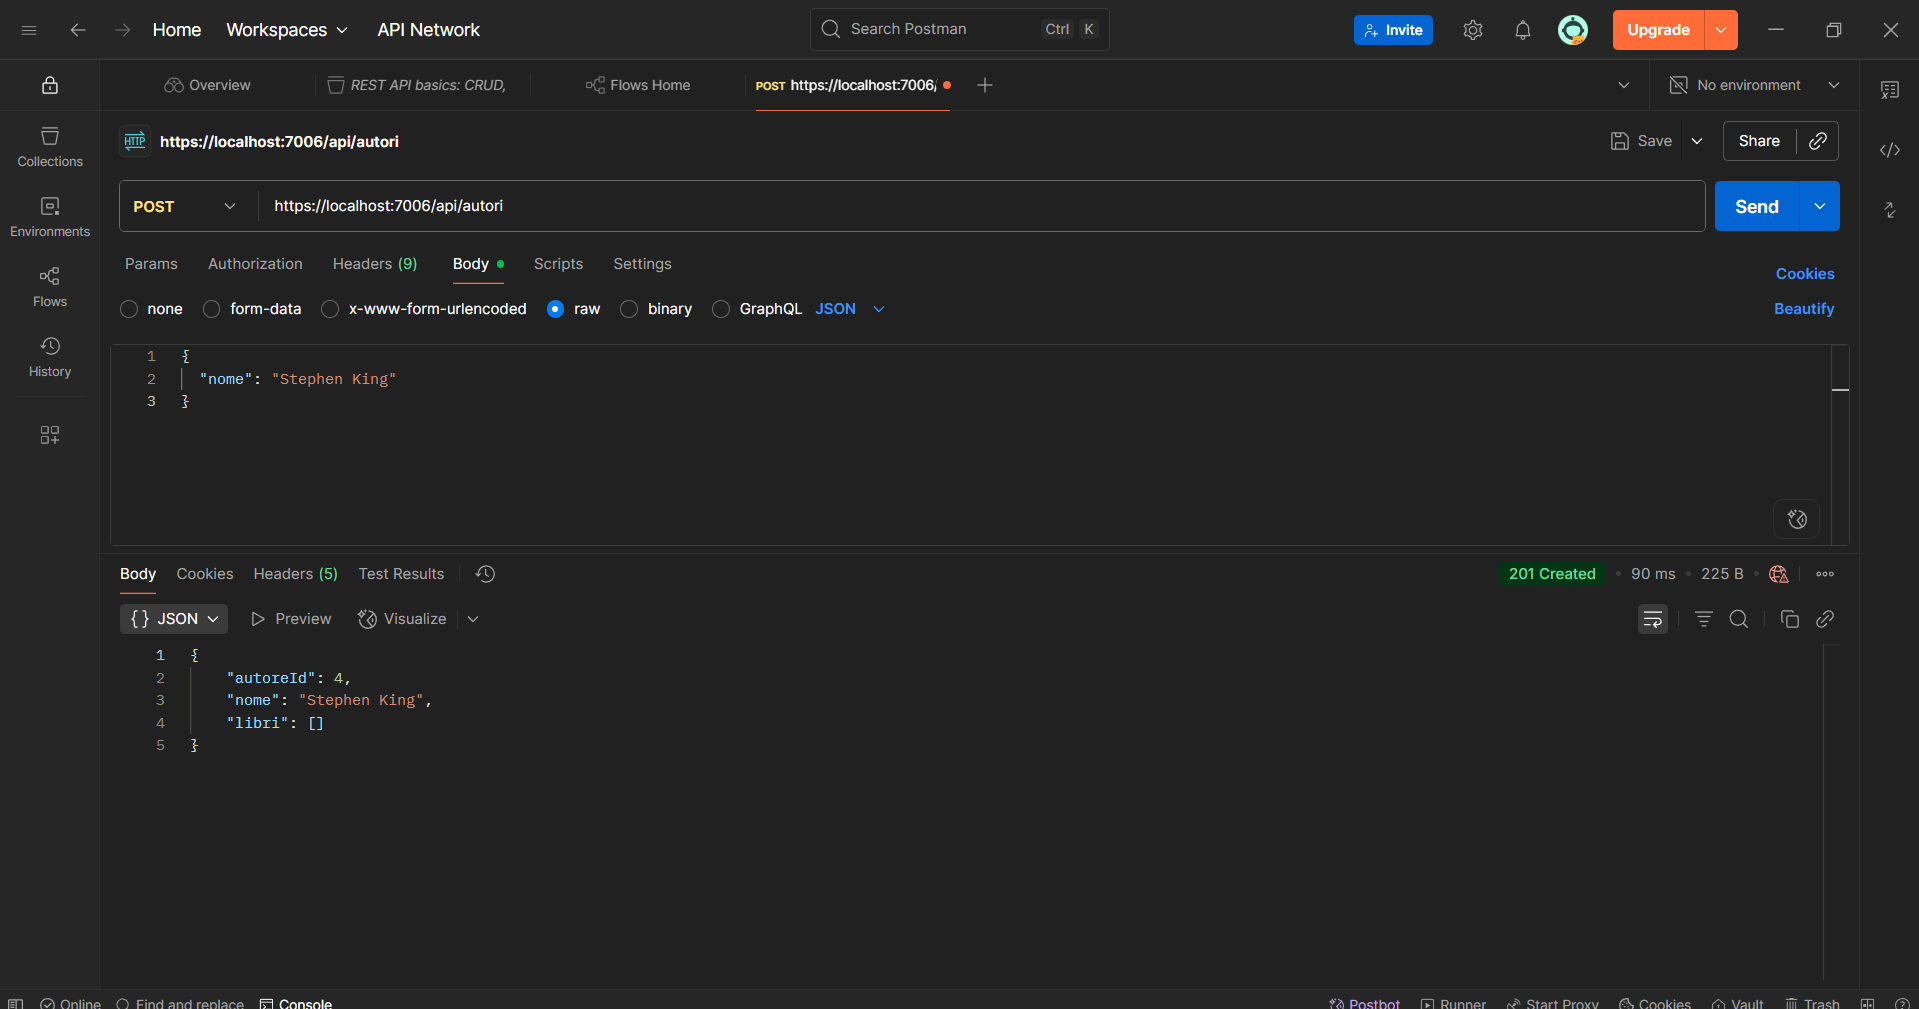 Home Workspaces API Network Search Postman Ctrl K Invite Upgrade
Overview REST API basics: CRUD, Flows Home POST https://localhost:7006/ No environment
HTTP https://localhost:7006/api/autori Save Share
Collections
Environments
Flows
History
POST https://localhost:7006/api/autori Send
Params Authorization Headers (9) Body Scripts Settings Cookies
none form-data x-www-form-urlencoded raw binary GraphQL JSON Beautify
1 {
2 "nome": "Stephen King"
3 }
Body Cookies Headers (5) Test Results 201 Created 90 ms 225 B
{} JSON Preview Visualize
1 {
2 "autoreId": 4,
3 "nome": "Stephen King",
4 "libri": []
5 }
Online Find and replace Console Postbot Runner Start Proxy Cookies Vault Trash